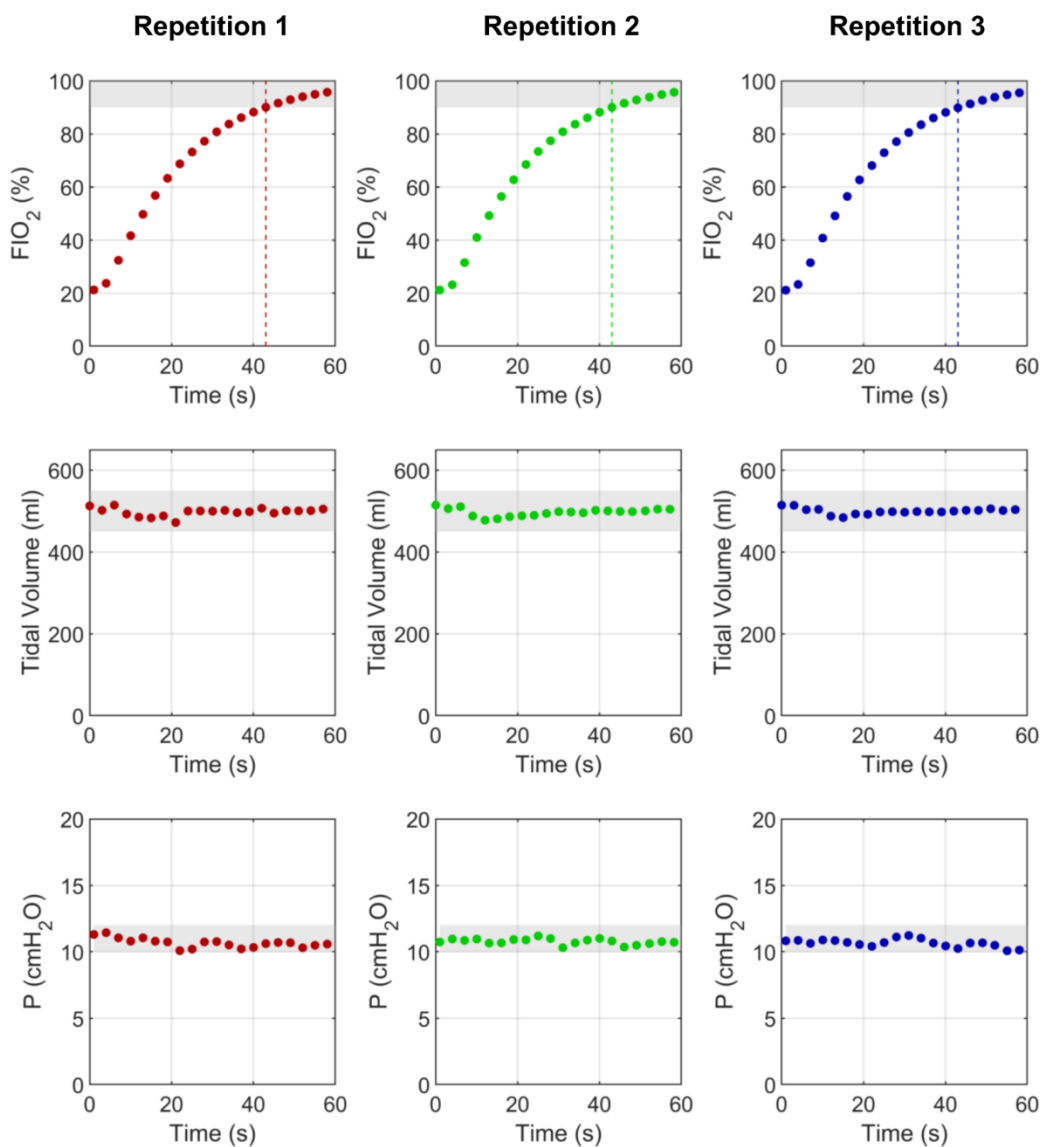 Repetition 1
Repetition 2
Repetition 3
100
80
60
40
20
0
FIO2 (%)
0 20 40 60
Time (s)
100
80
60
40
20
0
FIO2 (%)
0 20 40 60
Time (s)
100
80
60
40
20
0
FIO2 (%)
0 20 40 60
Time (s)
600
400
200
0
Tidal Volume (ml)
0 20 40 60
Time (s)
600
400
200
0
Tidal Volume (ml)
0 20 40 60
Time (s)
600
400
200
0
Tidal Volume (ml)
0 20 40 60
Time (s)
20
15
10
5
0
P (cmH2O)
0 20 40 60
Time (s)
20
15
10
5
0
P (cmH2O)
0 20 40 60
Time (s)
20
15
10
5
0
P (cmH2O)
0 20 40 60
Time (s)